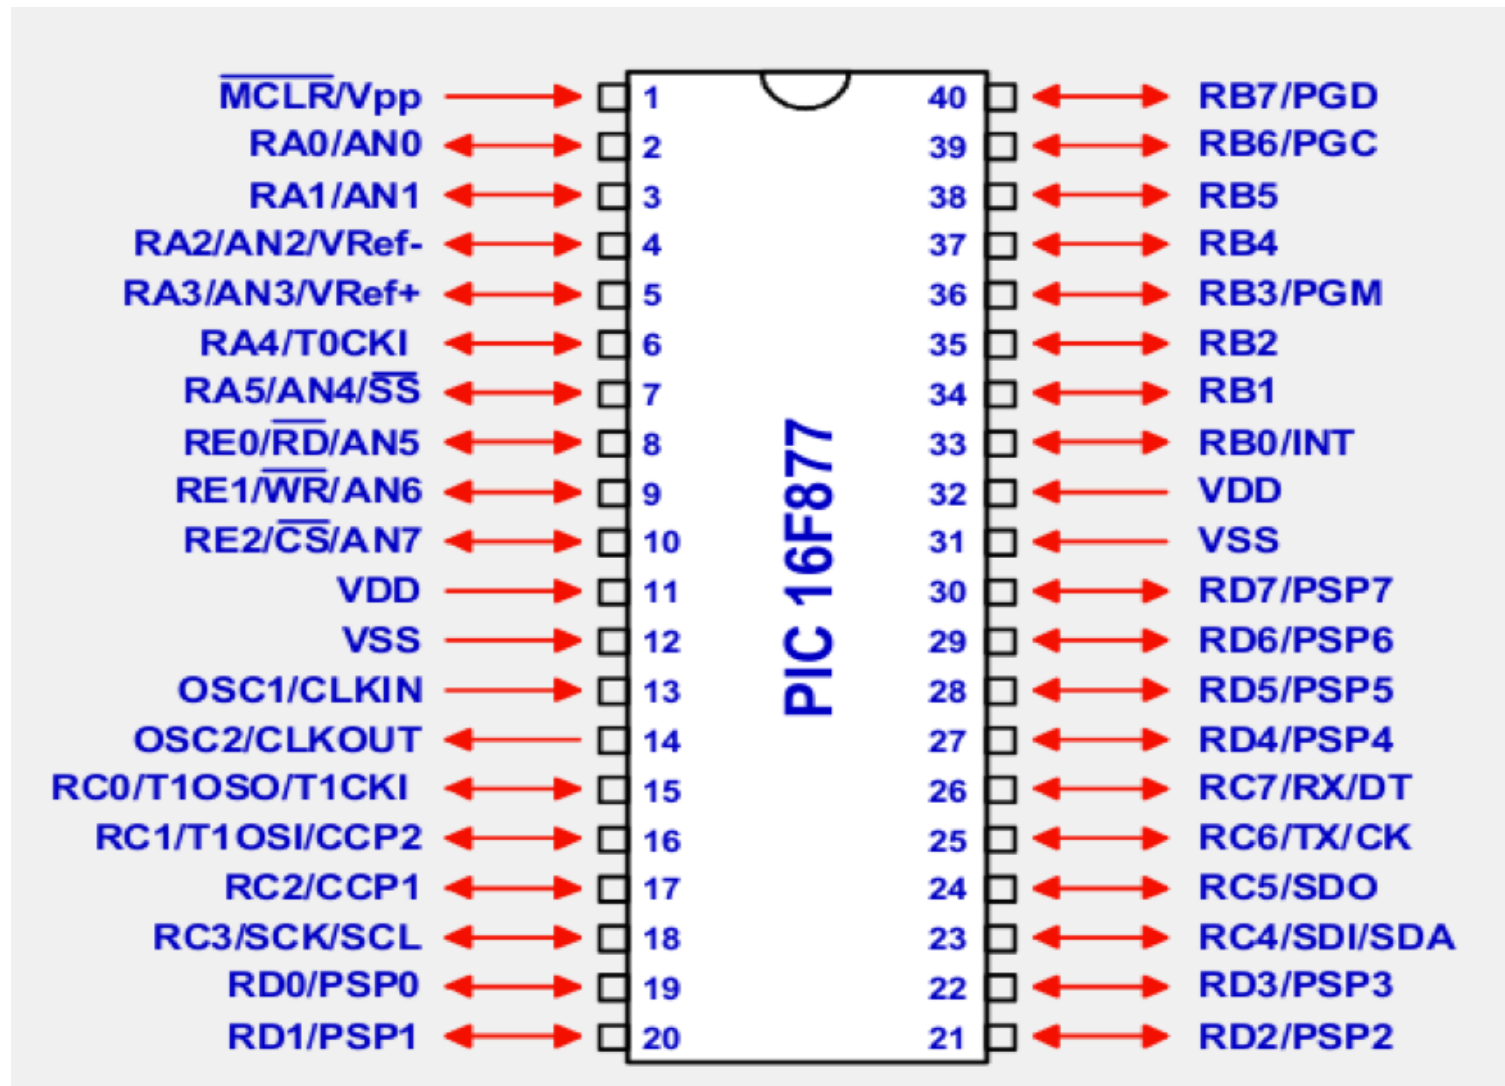 MCLR/Vpp 1 40 RB7/PGD
RA0/AN0 2 39 RB6/PGC
RA1/AN1 3 38 RB5
RA2/AN2/VRef- 4 37 RB4
RA3/AN3/VRef+ 5 36 RB3/PGM
RA4/T0CKI 6 35 RB2
RA5/AN4/SS 7 34 RB1
RE0/RD/AN5 8 33 RB0/INT
RE1/WR/AN6 9 32 VDD
RE2/CS/AN7 10 31 VSS
VDD 11 30 RD7/PSP7
VSS 12 29 RD6/PSP6
OSC1/CLKIN 13 28 RD5/PSP5
OSC2/CLKOUT 14 27 RD4/PSP4
RC0/T1OSO/T1CKI 15 26 RC7/RX/DT
RC1/T1OSI/CCP2 16 25 RC6/TX/CK
RC2/CCP1 17 24 RC5/SDO
RC3/SCK/SCL 18 23 RC4/SDI/SDA
RD0/PSP0 19 22 RD3/PSP3
RD1/PSP1 20 21 RD2/PSP2
PIC 16F877